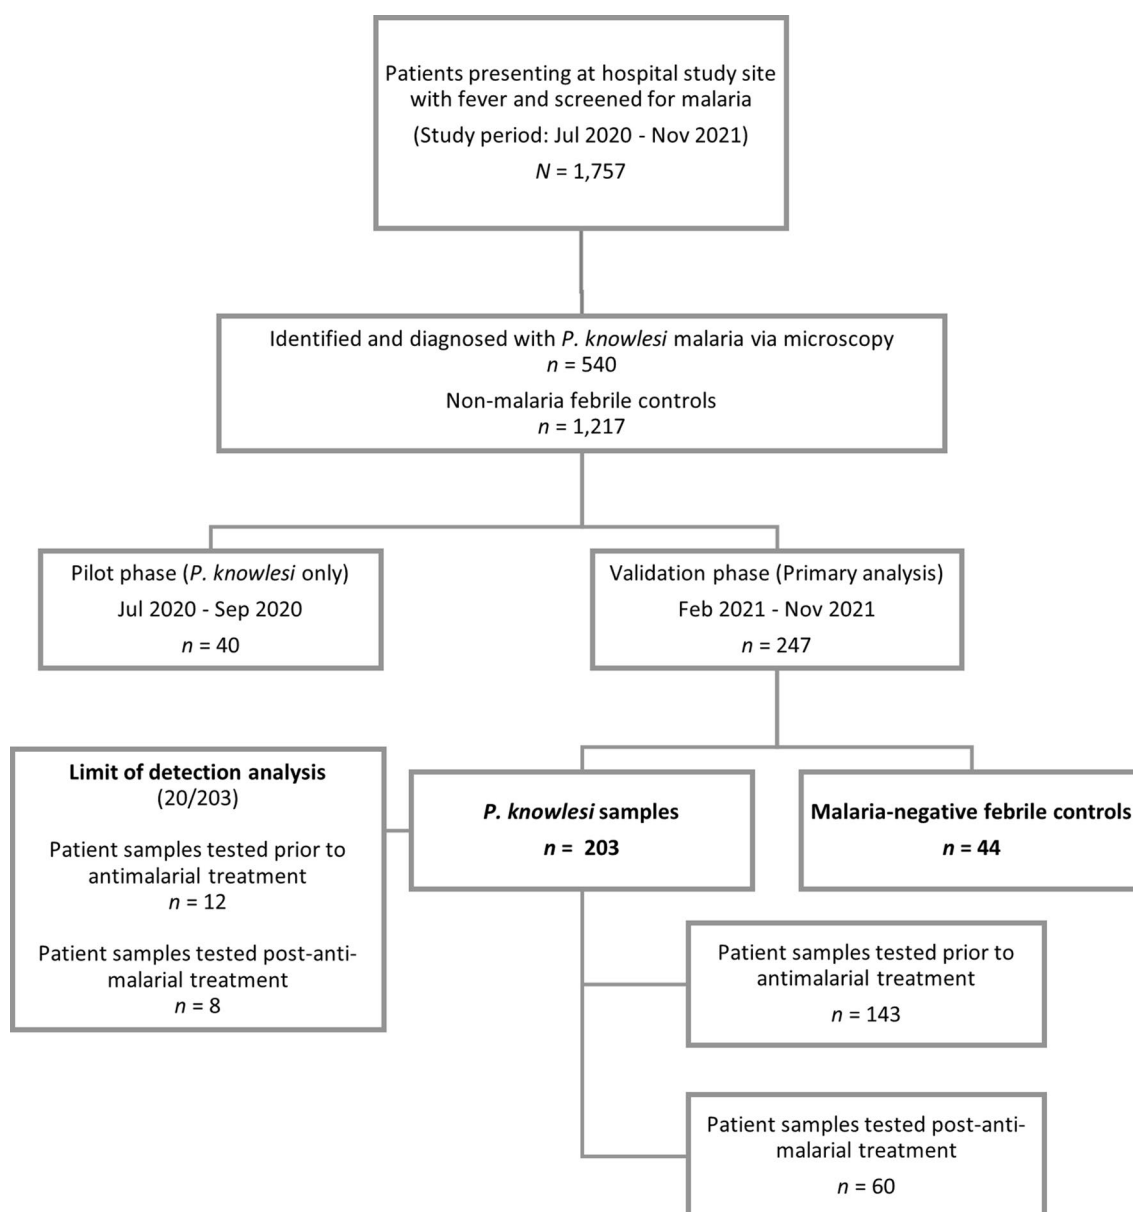 Patients presenting at hospital study site
with fever and screened for malaria
(Study period: Jul 2020 - Nov 2021)
N = 1,757
Identified and diagnosed with P. knowlesi malaria via microscopy
n = 540
Non-malaria febrile controls
n = 1,217
Pilot phase (P. knowlesi only)
Jul 2020 - Sep 2020
n = 40
Validation phase (Primary analysis)
Feb 2021 - Nov 2021
n = 247
Limit of detection analysis
(20/203)
Patient samples tested prior to
antimalarial treatment
n = 12
Patient samples tested post-anti-
malarial treatment
n = 8
P. knowlesi samples
n = 203
Malaria-negative febrile controls
n = 44
Patient samples tested prior to
antimalarial treatment
n = 143
Patient samples tested post-anti-
malarial treatment
n = 60